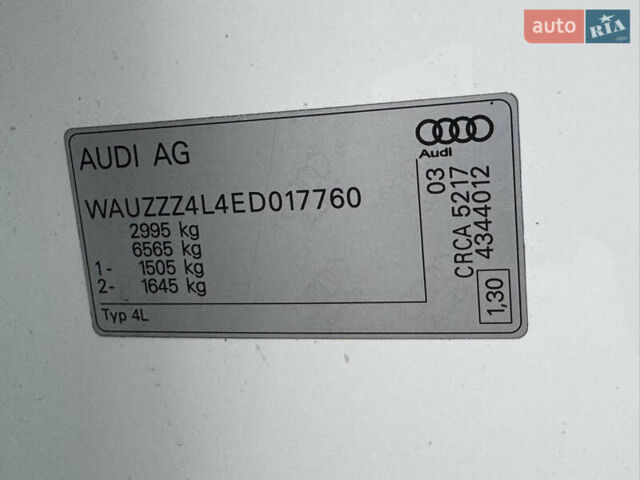 auto RIA
.com
AUDI AG
Audi
WAUZZZ4L4ED017760
2995 kg
6565 kg
1- 1505 kg
2- 1645 kg
Typ 4L
03
CRCA 5217
4344012
1,30